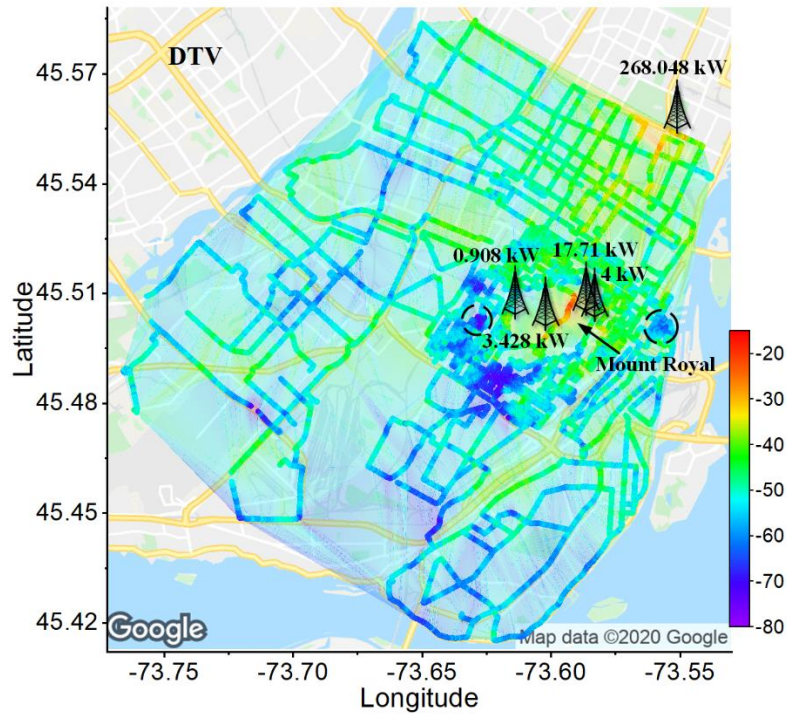 DTV
268.048 kW
0.908 kW
17.71 kW
4 kW
3.428 kW
Mount Royal
45.57
45.54
45.51
45.48
45.45
45.42
Latitude
-20
-30
-40
-50
-60
-70
-80
Google
Map data ©2020 Google
-73.75
-73.70
-73.65
-73.60
-73.55
Longitude